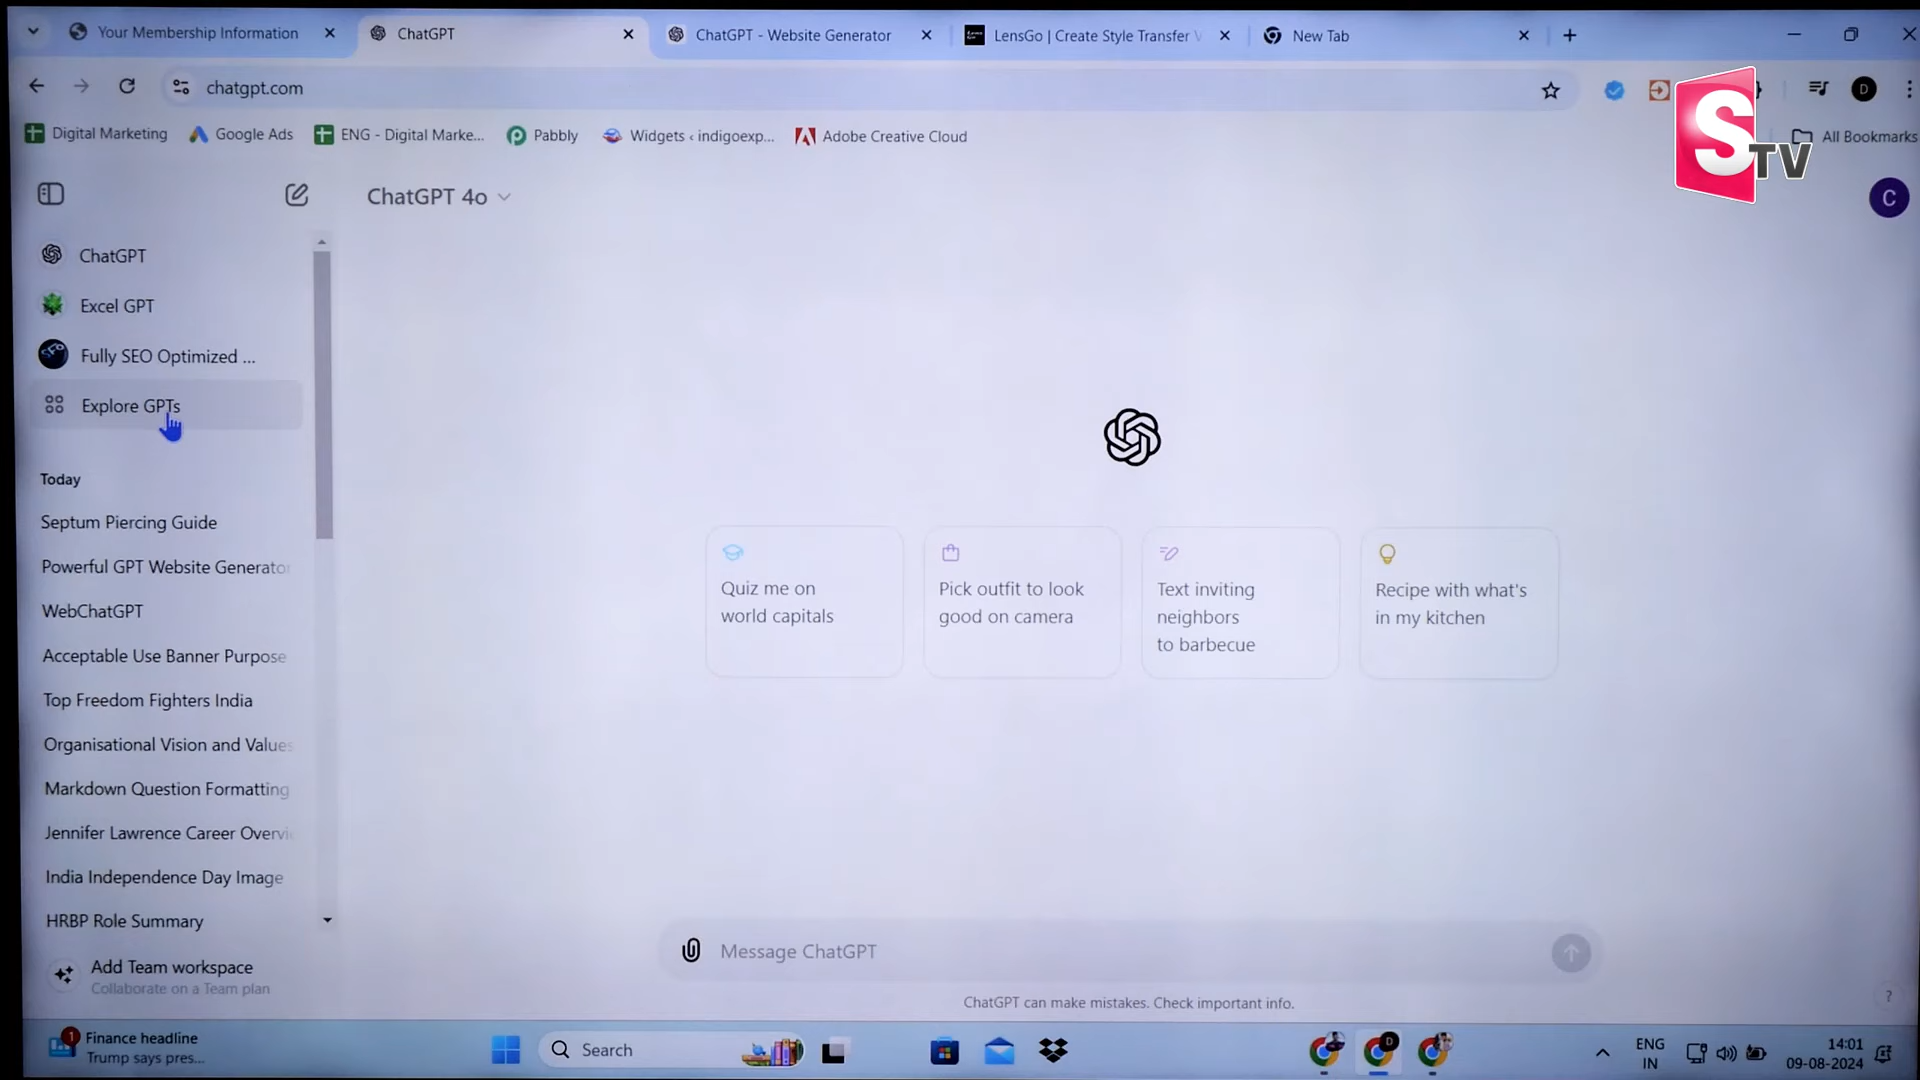 Your Membership Information
ChatGPT
ChatGPT - Website Generator
LensGo | Create Style Transfer V
New Tab
chatgpt.com
D
Digital Marketing
Google Ads
ENG - Digital Marke...
Pabbly
Widgets ‹ indigoexp...
Adobe Creative Cloud
All Bookmarks
S TV
ChatGPT 4o
C
ChatGPT
Excel GPT
SEO
Fully SEO Optimized ...
Explore GPTs
Today
Septum Piercing Guide
Powerful GPT Website Generator
WebChatGPT
Acceptable Use Banner Purpose
Top Freedom Fighters India
Organisational Vision and Values
Markdown Question Formatting
Jennifer Lawrence Career Overvi
India Independence Day Image
HRBP Role Summary
Add Team workspace
Collaborate on a Team plan
Quiz me on
world capitals
Pick outfit to look
good on camera
Text inviting
neighbors
to barbecue
Recipe with what's
in my kitchen
Message ChatGPT
ChatGPT can make mistakes. Check important info.
?
1
Finance headline
Trump says pres...
Search
D
ENG
IN
14:01
09-08-2024